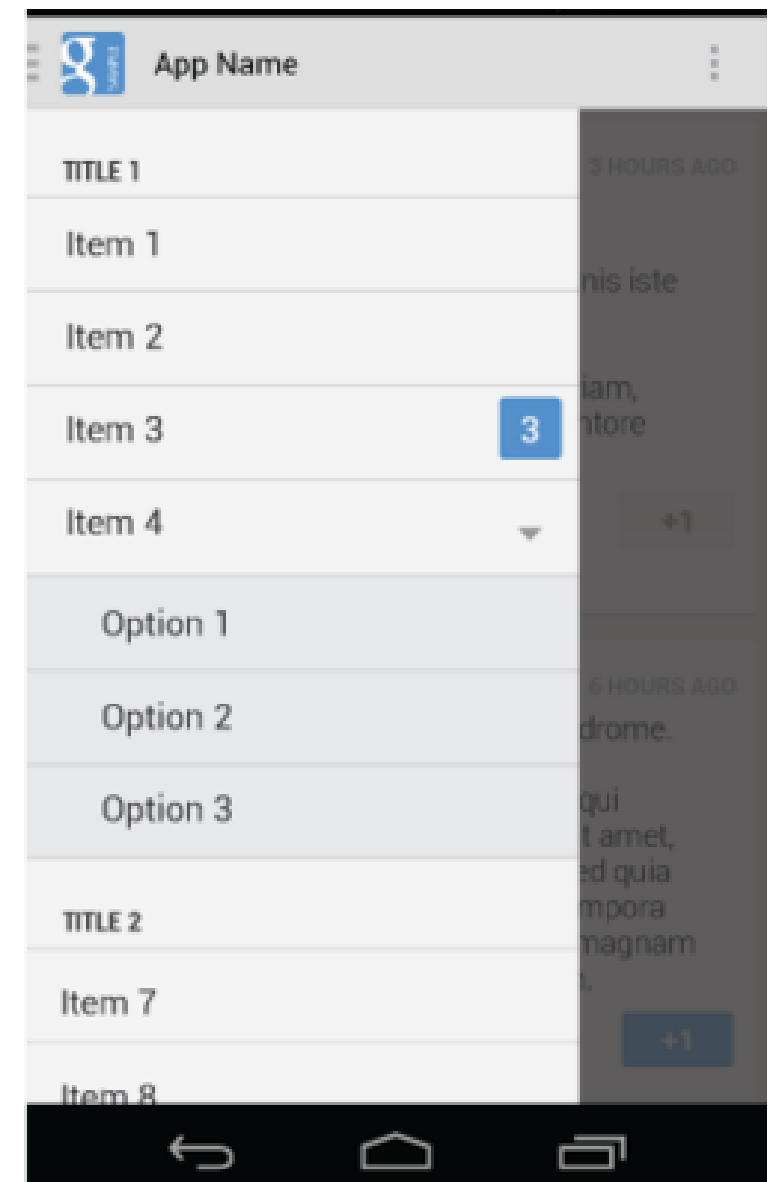 g
SAMPLE
App Name
TITLE 1
3 HOURS AGO
Item 1
nis iste
Item 2
iam,
Item 3
3
ntore
Item 4
+1
Option 1
6 HOURS AGO
Option 2
drome.
qui
Option 3
t amet,
ed quia
mpora
TITLE 2
magnam
Item 7
+1
Item 8